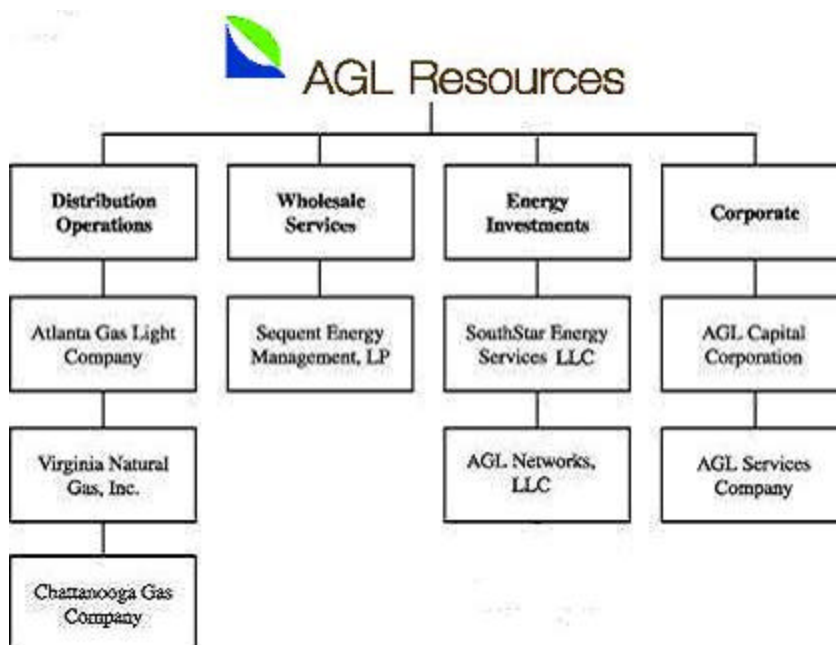 AGL Resources
Distribution
Operations
Wholesale
Services
Energy
Investments
Corporate
Atlanta Gas Light
Company
Sequent Energy
Management, LP
SouthStar Energy
Services LLC
AGL Capital
Corporation
Virginia Natural
Gas, Inc.
AGL Networks,
LLC
AGL Services
Company
Chattanooga Gas
Company